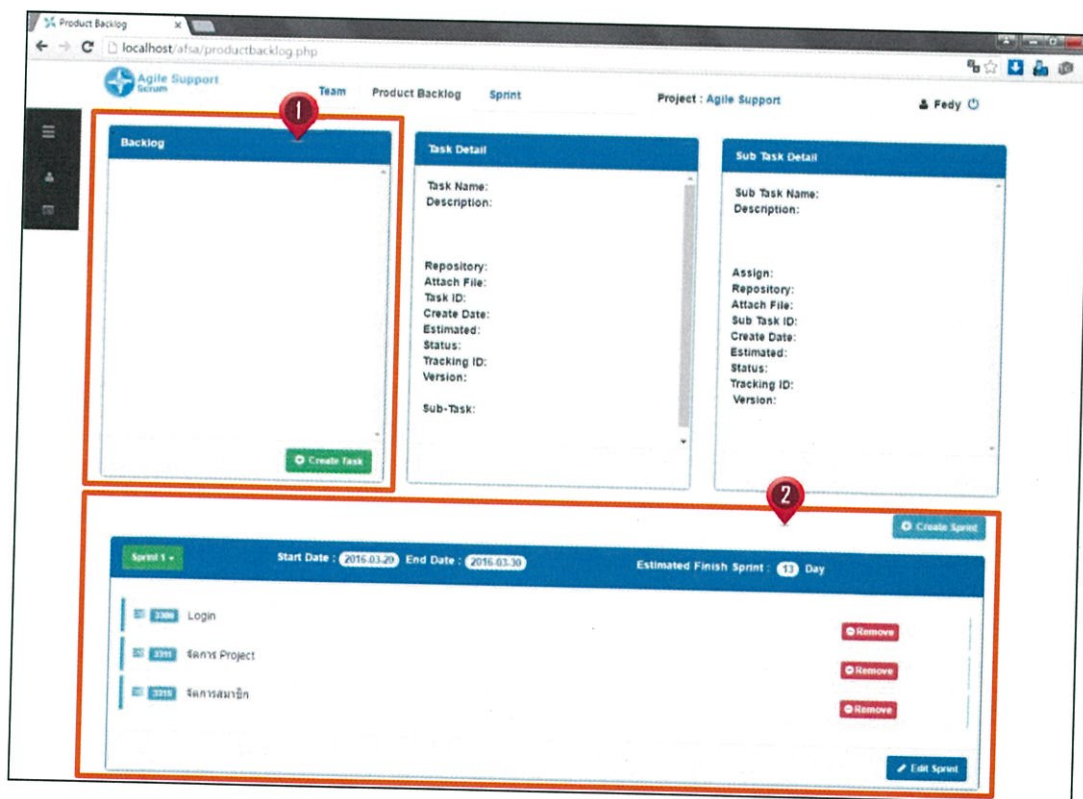 Product Backlog
localhost/afsa/productbacklog.php
Agile Support
Scrum
Team
Product Backlog
Sprint
Project : Agile Support
Fedy
1
Backlog
Create Task
Task Detail
Task Name:
Description:
Repository:
Attach File:
Task ID:
Create Date:
Estimated:
Status:
Tracking ID:
Version:
Sub-Task:
Sub Task Detail
Sub Task Name:
Description:
Assign:
Repository:
Attach File:
Sub Task ID:
Create Date:
Estimated:
Status:
Tracking ID:
Version:
2
Create Sprint
Sprint 1
Start Date : 2016-03-20 End Date : 2016-03-30
Estimated Finish Sprint : 13 Day
Login
Remove
3311 จัดการ Project
Remove
3315 จัดการสมาชิก
Remove
Edit Sprint